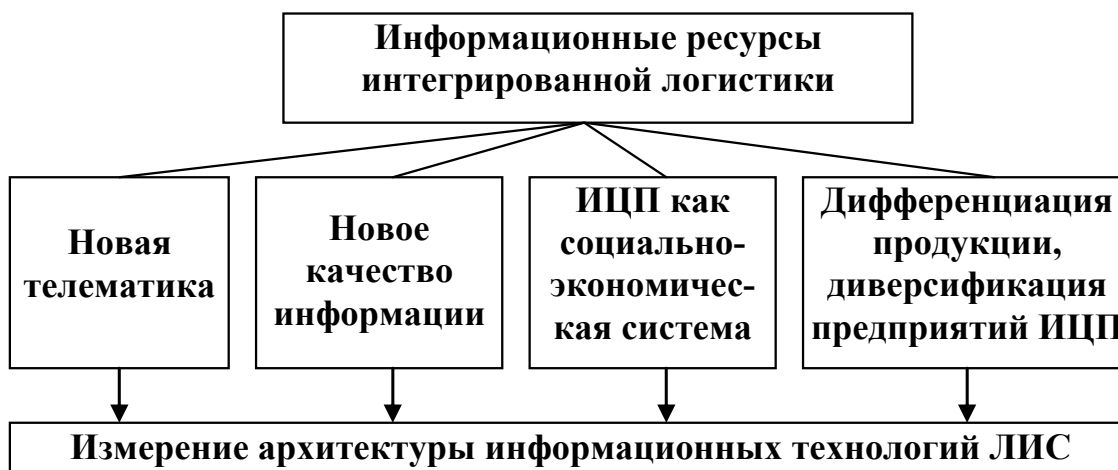 Информационные ресурсы
интегрированной логистики
Новая
телематика
Новое
качество
информации
ИЦП как
социально-
экономичес-
кая система
Дифференциация
продукции,
диверсификация
предприятий ИЦП
Измерение архитектуры информационных технологий ЛИС